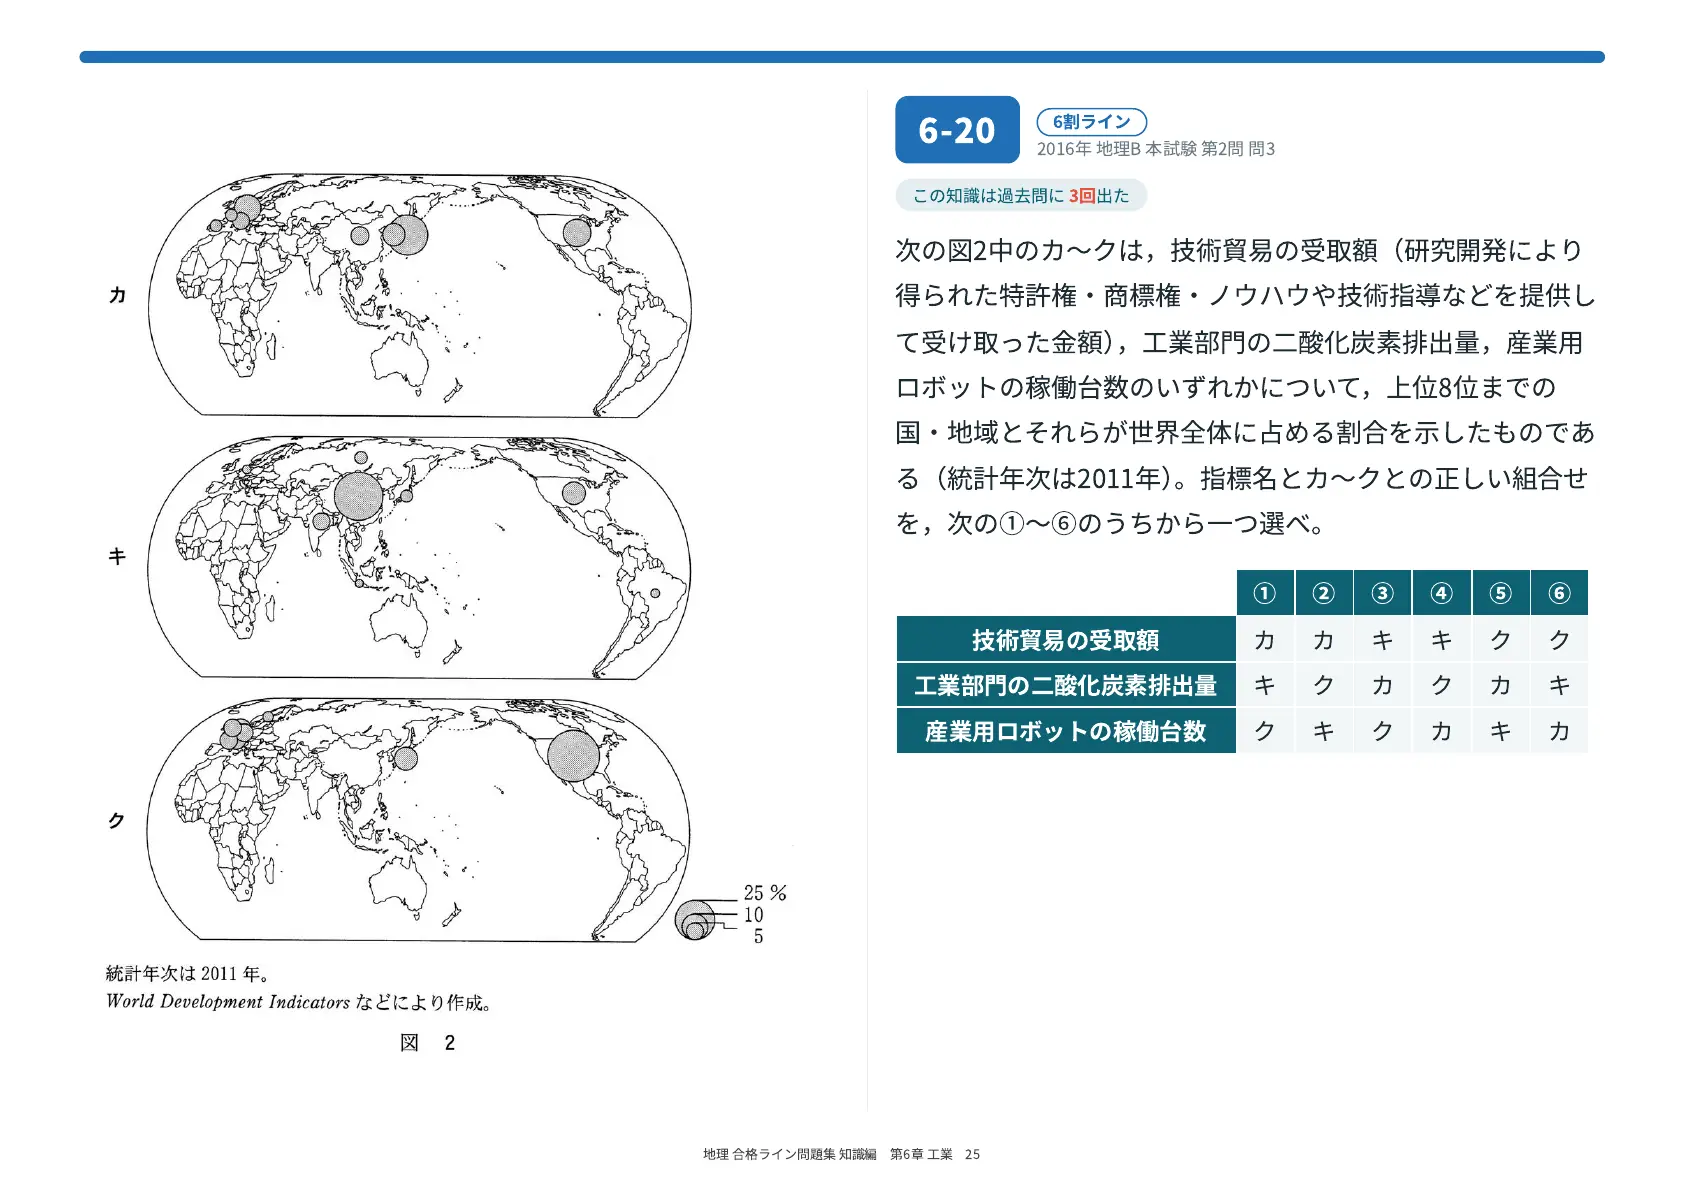 カ
キ
ク
25 %
10
5
統計年次は 2011 年。
World Development Indicators などにより作成。
図 2
6-20
6割ライン
2016年 地理B 本試験 第2問 問3
この知識は過去問に 3回出た
次の図2中のカ～クは，技術貿易の受取額（研究開発により
得られた特許権・商標権・ノウハウや技術指導などを提供し
て受け取った金額），工業部門の二酸化炭素排出量，産業用
ロボットの稼働台数のいずれかについて，上位8位までの
国・地域とそれらが世界全体に占める割合を示したものであ
る（統計年次は2011年）。指標名とカ～クとの正しい組合せ
を，次の①～⑥のうちから一つ選べ。
① ② ③ ④ ⑤ ⑥
技術貿易の受取額 カ カ キ キ ク ク
工業部門の二酸化炭素排出量 キ ク カ ク カ キ
産業用ロボットの稼働台数 ク キ ク カ キ カ
地理 合格ライン問題集 知識編 第6章 工業 25